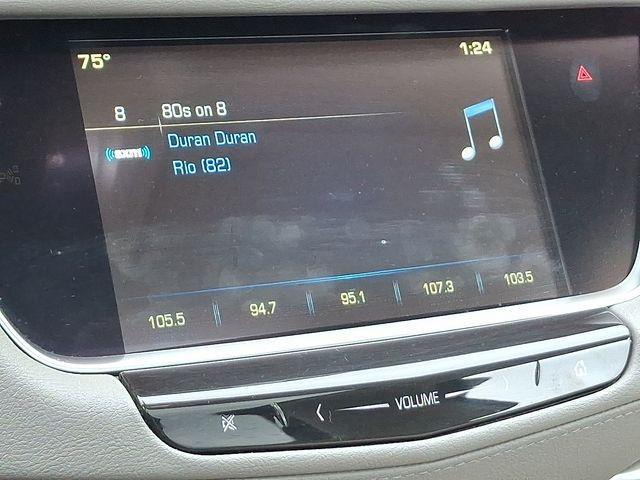 75° 1:24
8 80s on 8
((SXM)) Duran Duran
Rio (82)
105.5 94.7 95.1 107.3 103.5
VOLUME